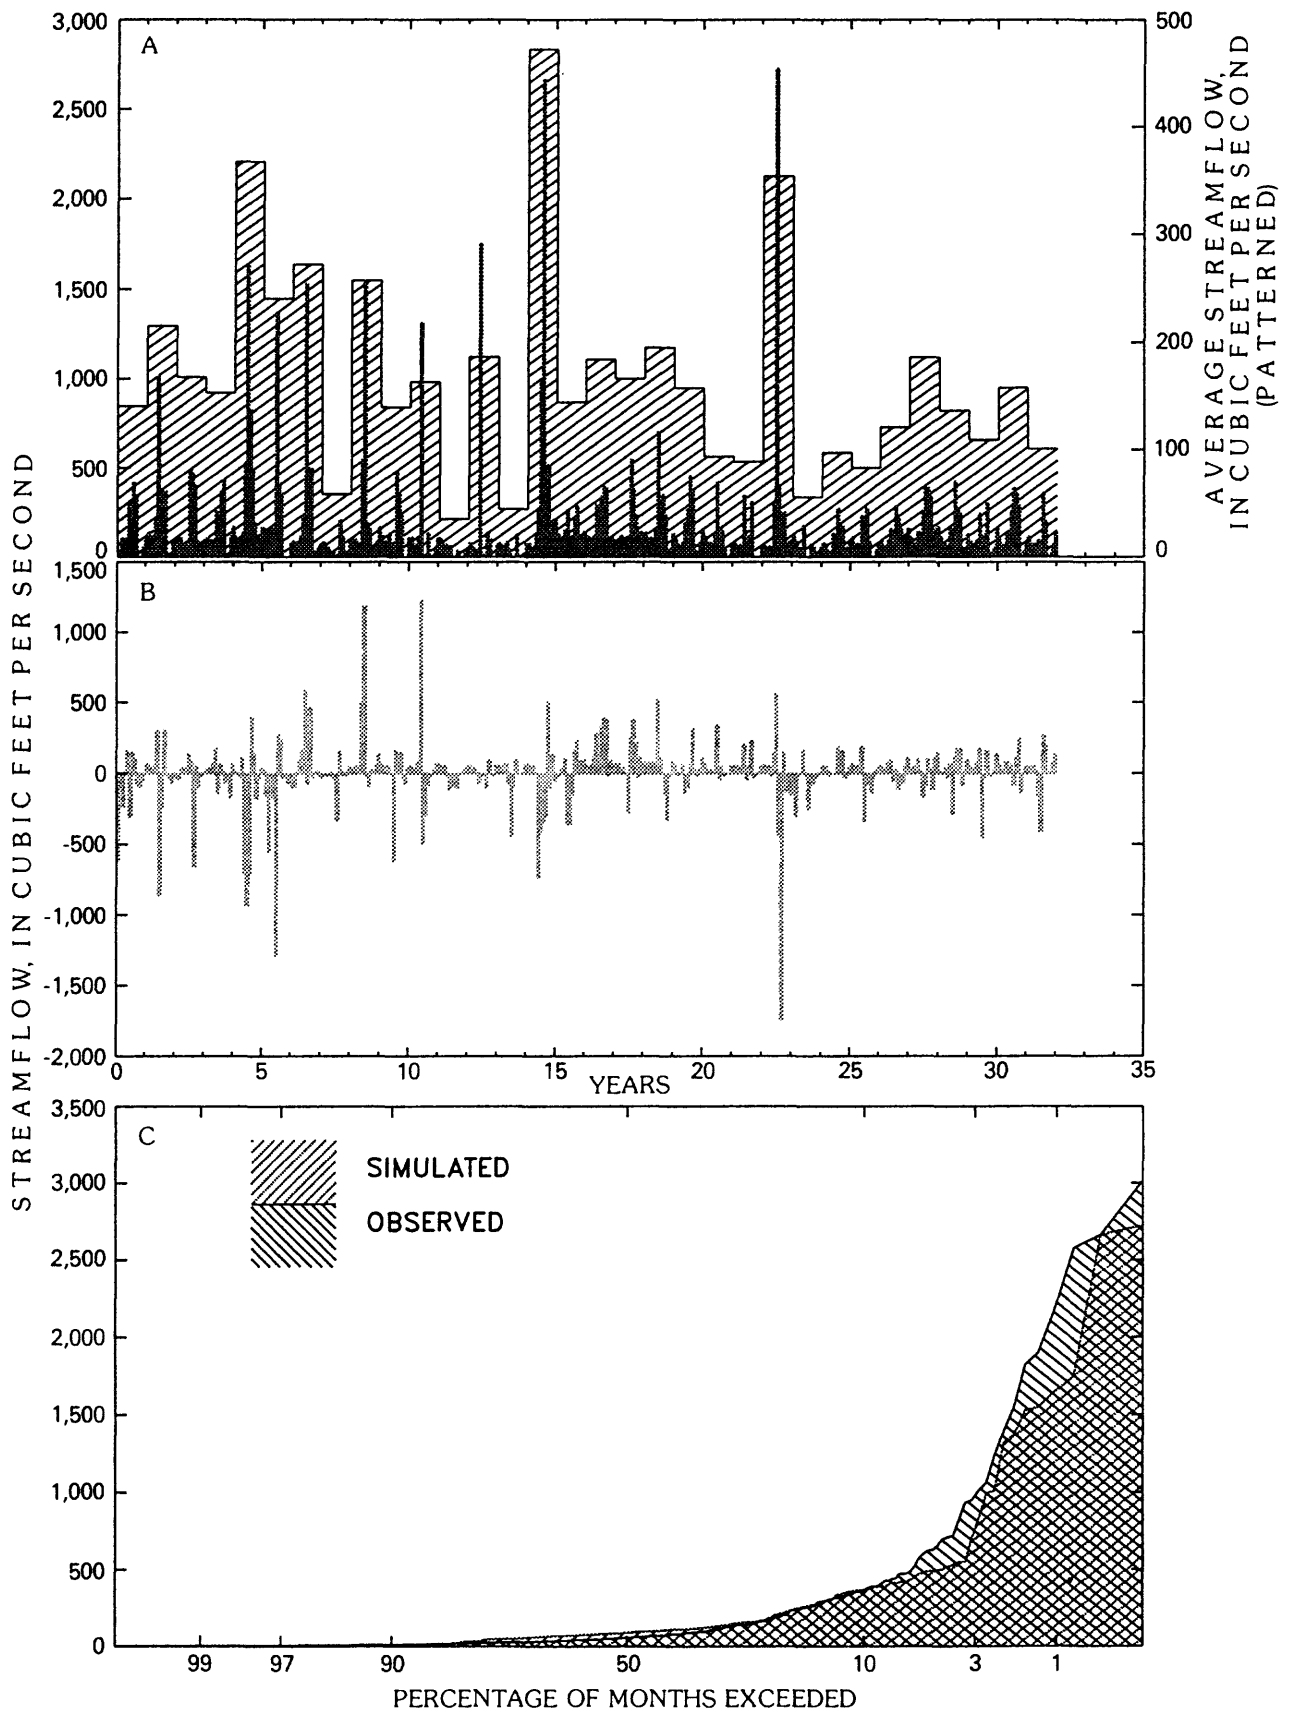 3,000
2,500
2,000
1,500
1,000
500
0
A
500
400
300
200
100
0
AVERAGE STREAMFLOW,
IN CUBIC FEET PER SECOND
(PATTERNED)
STREAMFLOW, IN CUBIC FEET PER SECOND
1,500
1,000
500
0
-500
-1,000
-1,500
-2,000
B
0 5 10 15 20 25 30 35
YEARS
3,500
3,000
2,500
2,000
1,500
1,000
500
0
C
SIMULATED
OBSERVED
99 97 90 50 10 3 1
PERCENTAGE OF MONTHS EXCEEDED